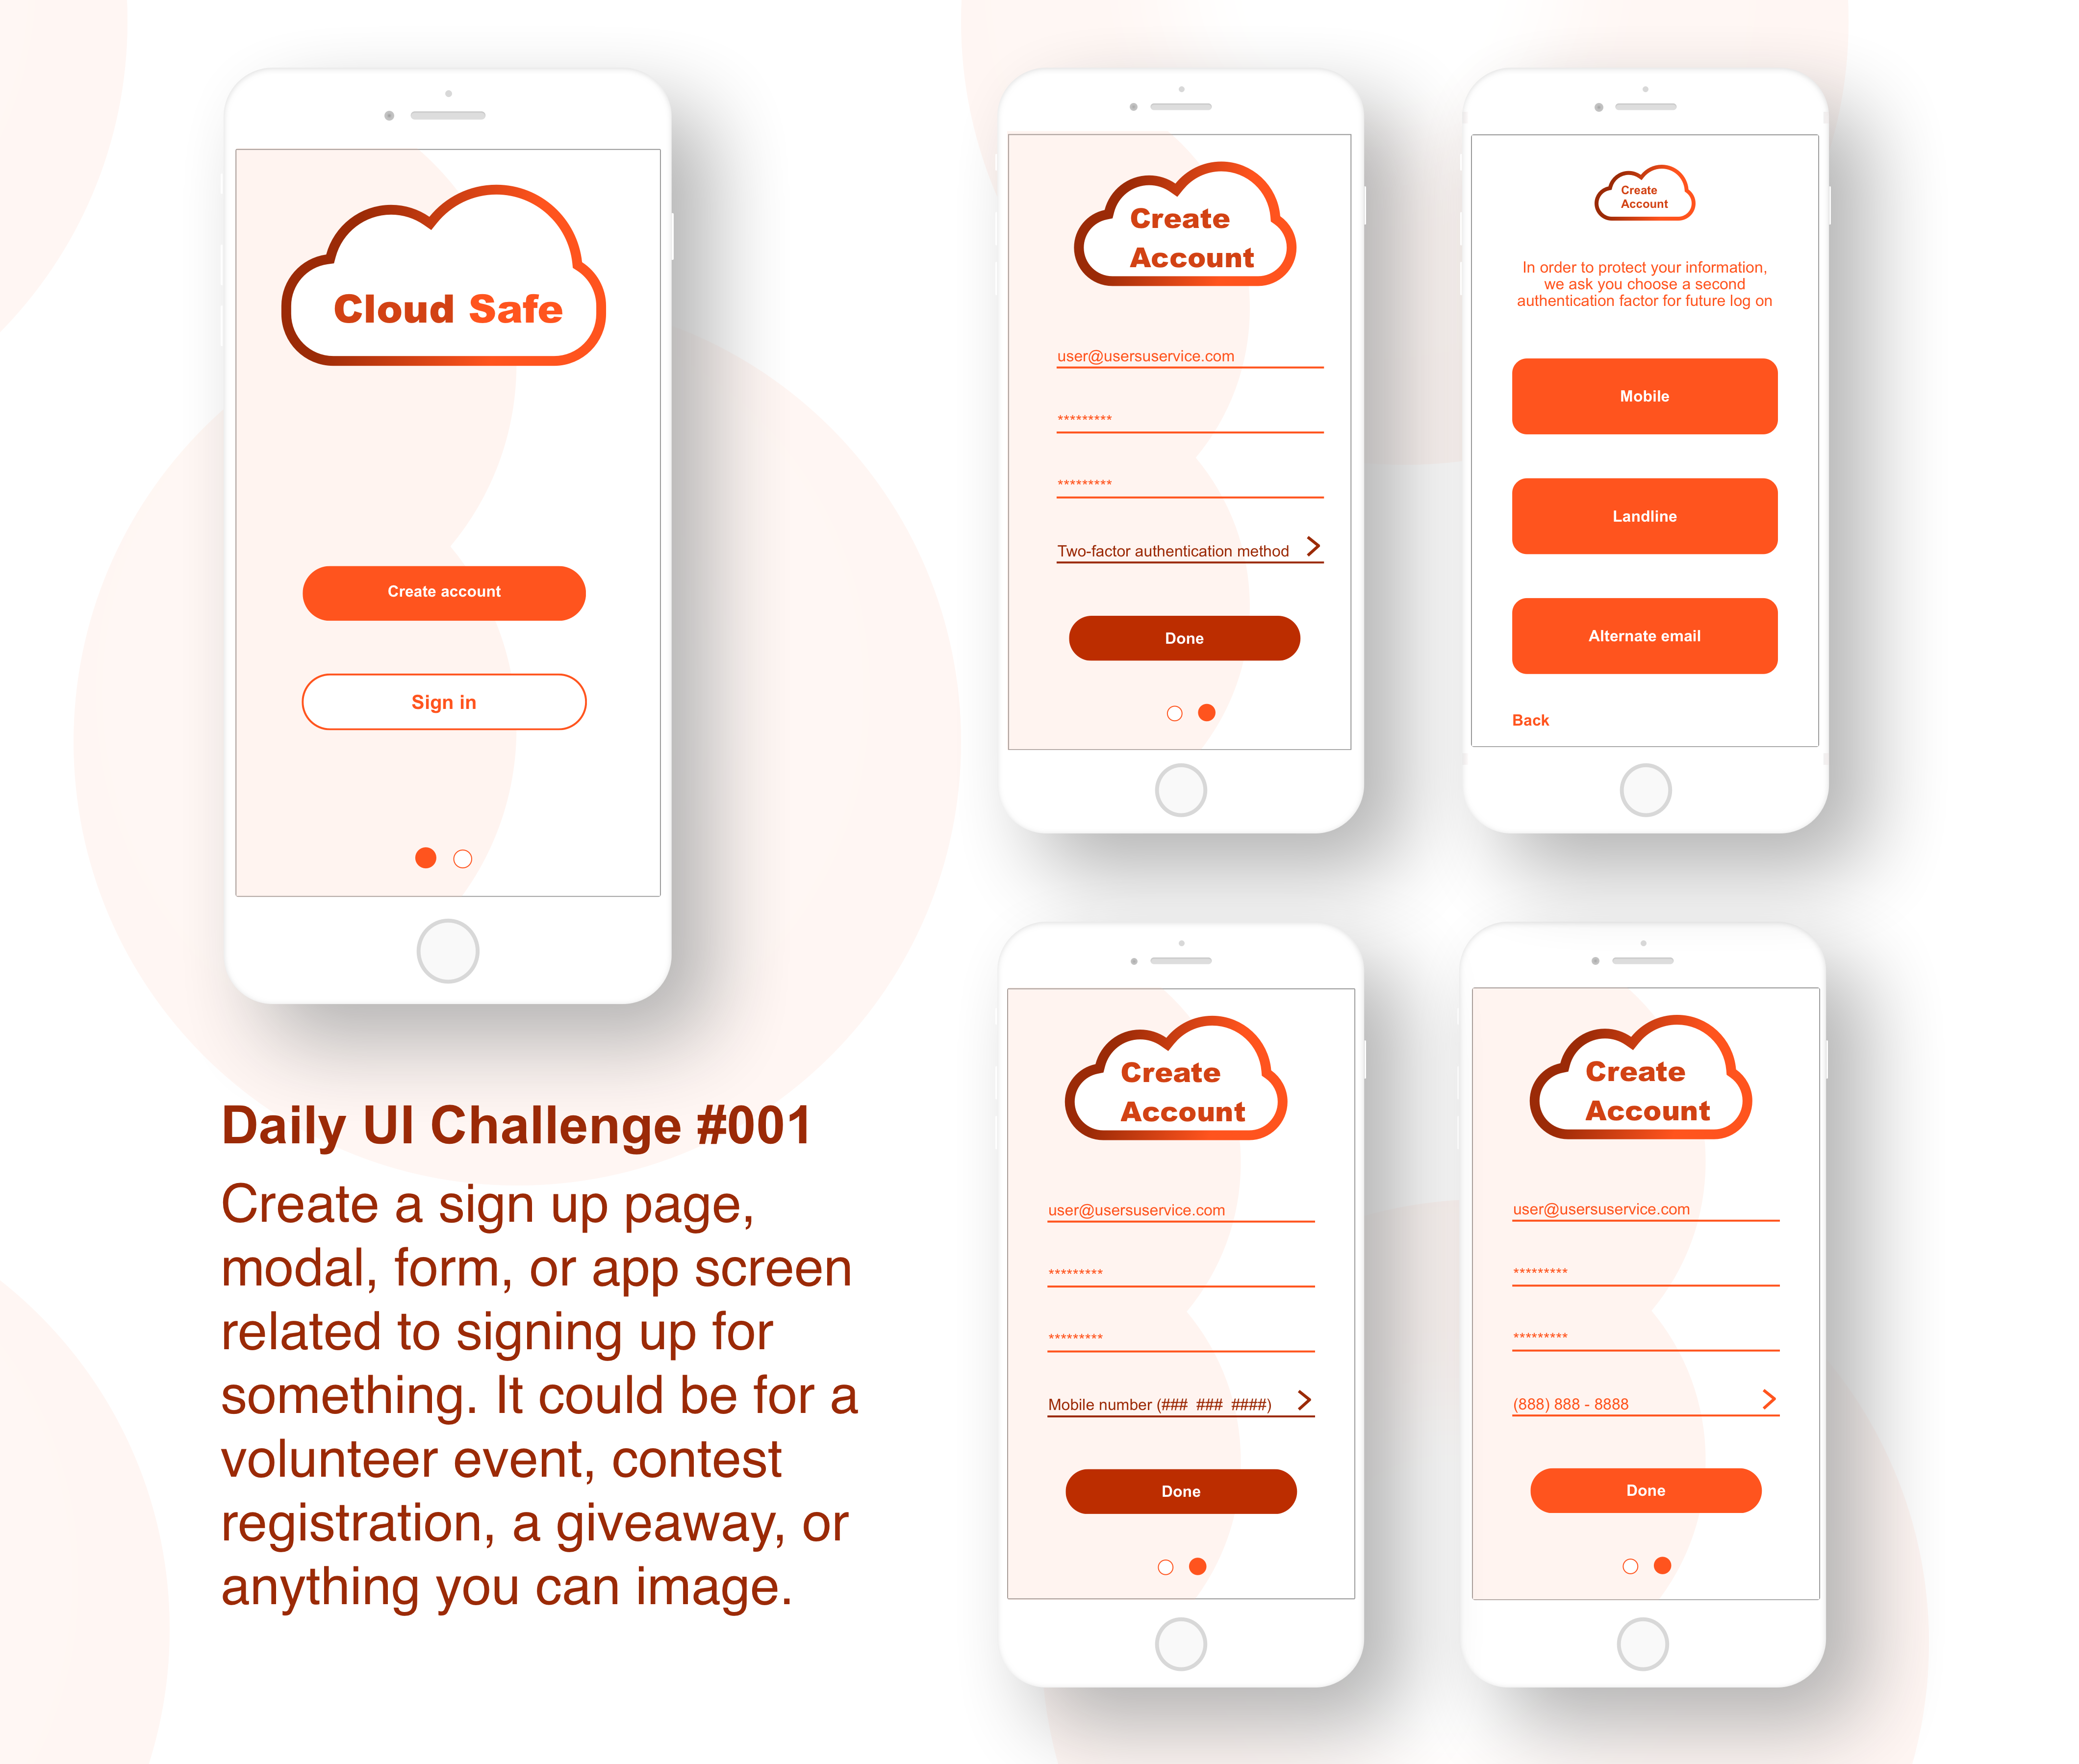 Cloud Safe
Create account
Sign in
Daily UI Challenge #001
Create a sign up page,
modal, form, or app screen
related to signing up for
something. It could be for a
volunteer event, contest
registration, a giveaway, or
anything you can image.
Create
Account
user@usersuservice.com
*********
*********
Two-factor authentication method
Done
Create
Account
In order to protect your information,
we ask you choose a second
authentication factor for future log on
Mobile
Landline
Alternate email
Back
Create
Account
user@usersuservice.com
*********
*********
Mobile number (### ### ####)
Done
Create
Account
user@usersuservice.com
*********
*********
(888) 888 - 8888
Done